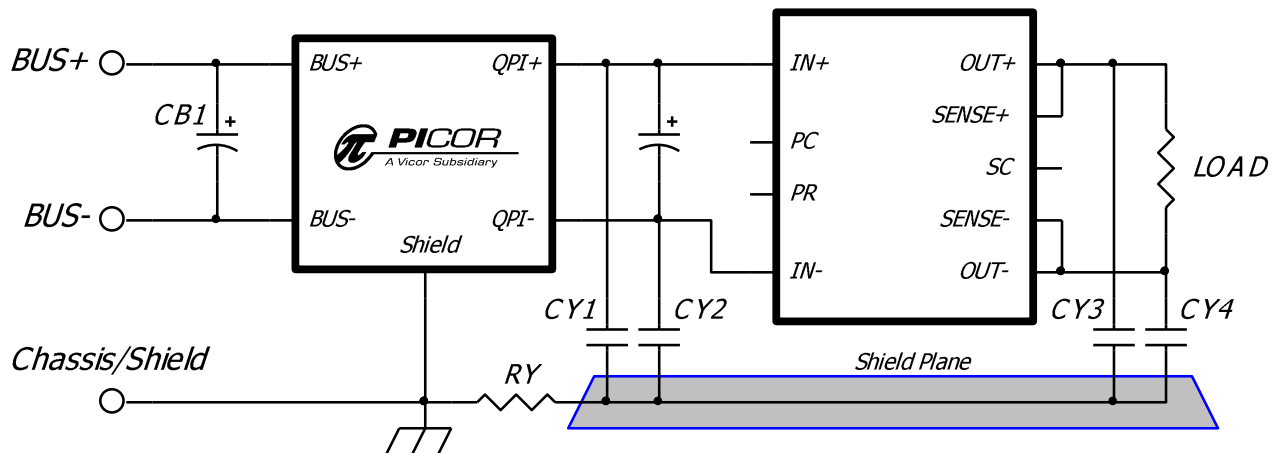 BUS+
BUS-
Chassis/Shield
CB1
+
BUS+
QPI+
PICOR
A Vicor Subsidiary
BUS-
QPI-
Shield
+
CY1
CY2
RY
IN+
OUT+
SENSE+
PC
SC
PR
SENSE-
IN-
OUT-
LOAD
CY3
CY4
Shield Plane